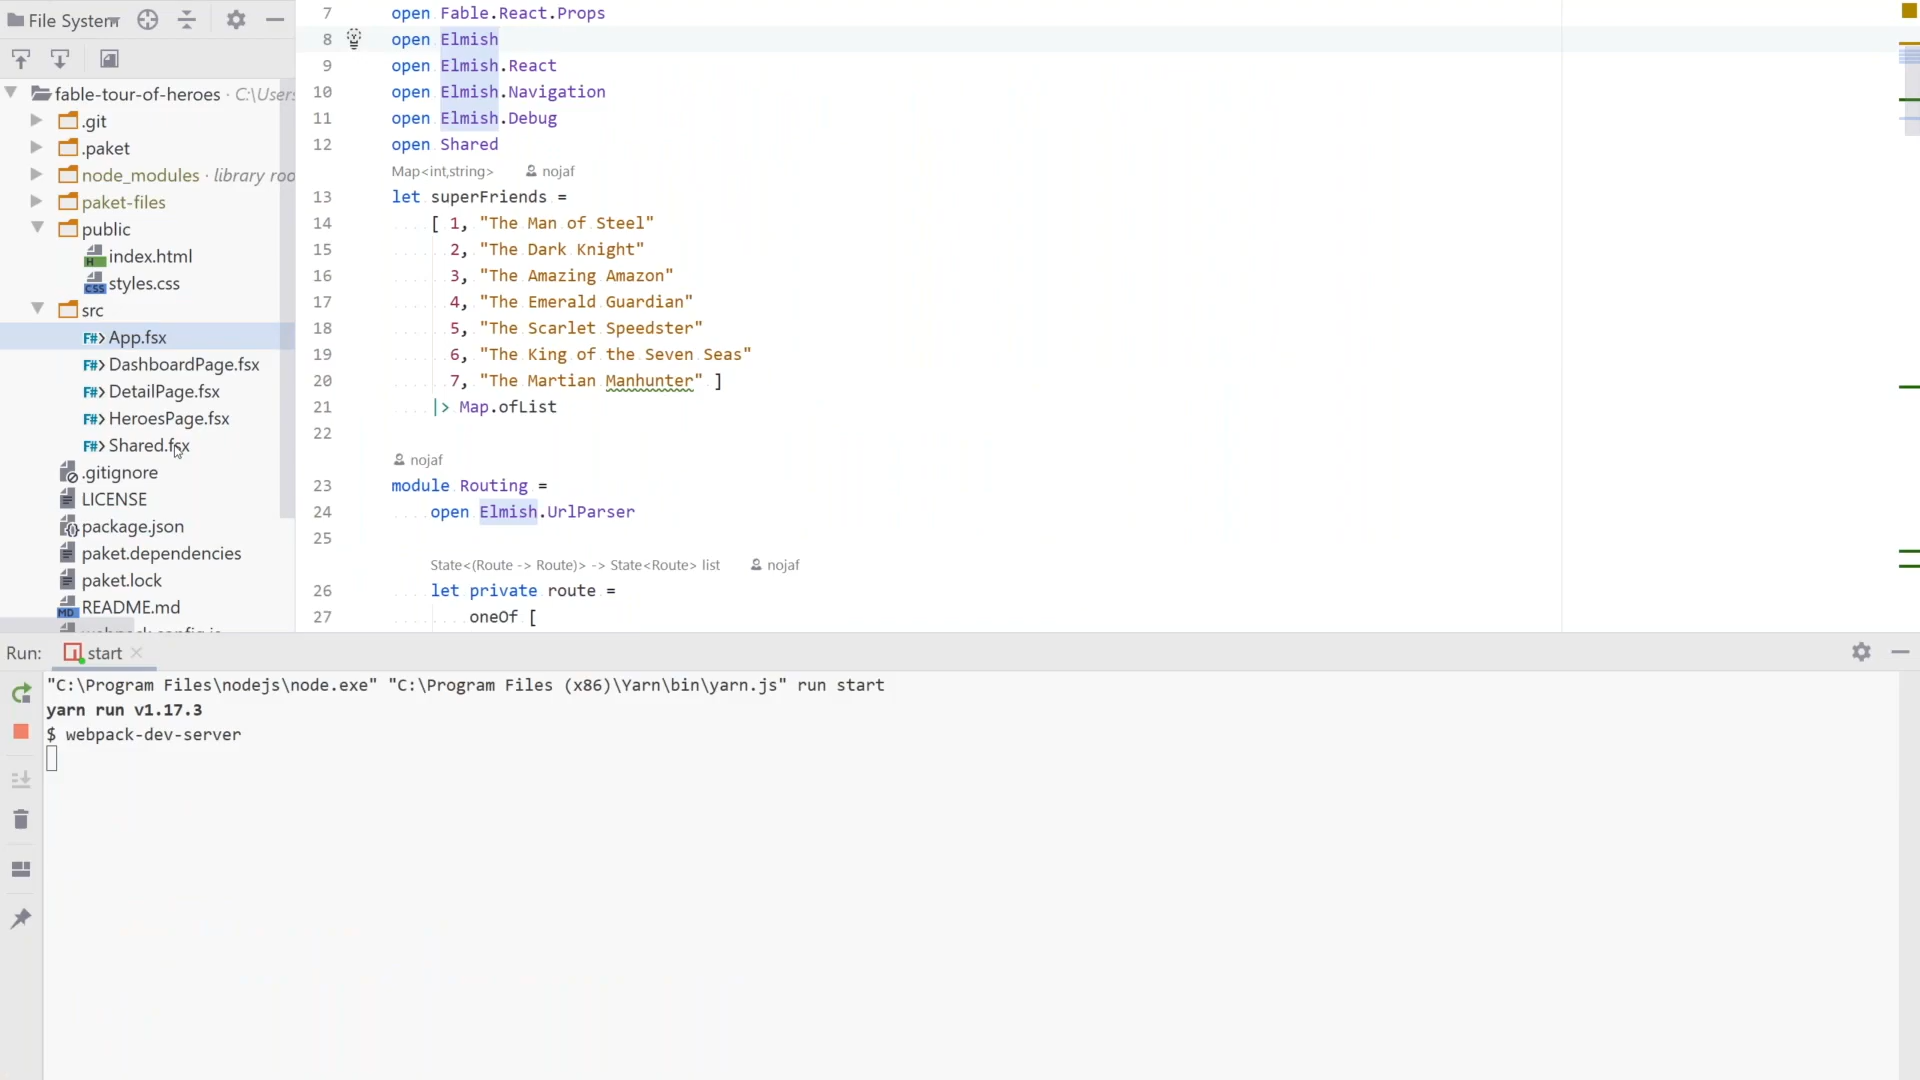 File System
fable-tour-of-heroes · C:\Users
.git
.paket
node_modules · library roo
paket-files
public
index.html
styles.css
src
App.fsx
DashboardPage.fsx
DetailPage.fsx
HeroesPage.fsx
Shared.fsx
.gitignore
LICENSE
package.json
paket.dependencies
paket.lock
README.md
webpack.config.js
7 open Fable.React.Props
8 open Elmish
9 open Elmish.React
10 open Elmish.Navigation
11 open Elmish.Debug
12 open Shared
Map<int,string> nojaf
13 let superFriends =
14 [ 1, "The Man of Steel"
15 2, "The Dark Knight"
16 3, "The Amazing Amazon"
17 4, "The Emerald Guardian"
18 5, "The Scarlet Speedster"
19 6, "The King of the Seven Seas"
20 7, "The Martian Manhunter" ]
21 |> Map.ofList
22
nojaf
23 module Routing =
24 open Elmish.UrlParser
25
State<(Route -> Route)> -> State<Route> list nojaf
26 let private route =
27 oneOf [
Run: start
"C:\Program Files\nodejs\node.exe" "C:\Program Files (x86)\Yarn\bin\yarn.js" run start
yarn run v1.17.3
$ webpack-dev-server